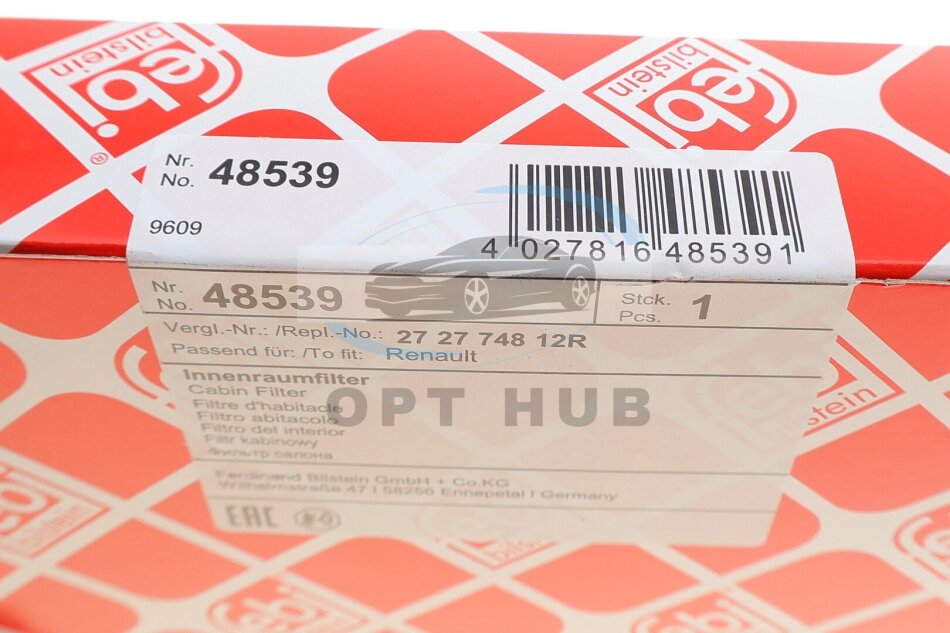 febi
bilstein
®
febi
bilstein
Nr.
No. 48539
9609
4 027816 485391
Nr.
No. 48539
Stck.
Pcs. 1
Vergl.-Nr.: /Repl.-No.: 27 27 748 12R
Passend für: /To fit: Renault
Innenraumfilter
Cabin Filter
Filtre d'habitacle
Filtro abitacolo
Filtro del interior
Filtr kabinowy
Фильтр салона
OPT HUB
Ferdinand Bilstein GmbH + Co.KG
Wilhelmstraße 47 I 58256 Ennepetal I Germany
EAC
bilstein